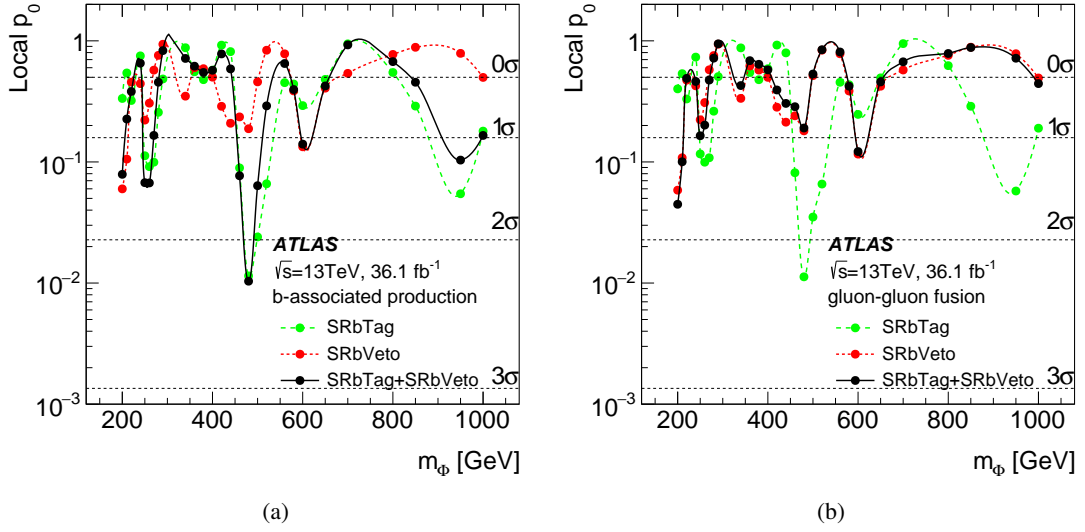 Local p0
1
10−1
10−2
10−3
0σ
1σ
2σ
3σ
ATLAS
√s=13TeV, 36.1 fb-1
b-associated production
SRbTag
SRbVeto
SRbTag+SRbVeto
200 400 600 800 1000
mΦ [GeV]
(a)
Local p0
1
10−1
10−2
10−3
0σ
1σ
2σ
3σ
ATLAS
√s=13TeV, 36.1 fb-1
gluon-gluon fusion
SRbTag
SRbVeto
SRbTag+SRbVeto
200 400 600 800 1000
mΦ [GeV]
(b)